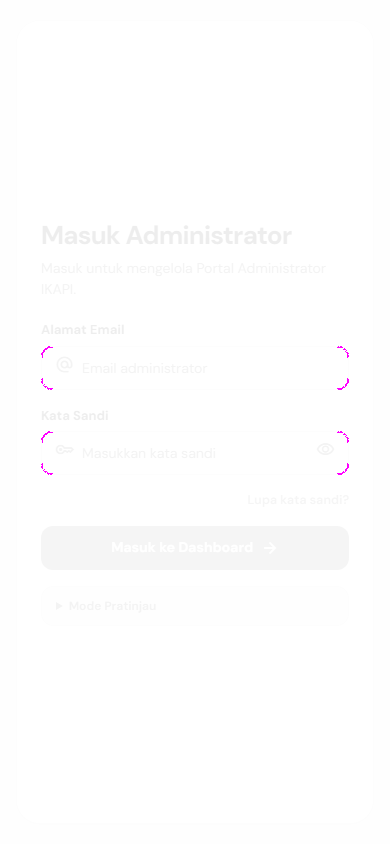 Masuk Administrator
Masuk untuk mengelola Portal Administrator
IKAPI.
Alamat Email
Email administrator
Kata Sandi
Masukkan kata sandi
Lupa kata sandi?
Masuk ke Dashboard
Mode Pratinjau